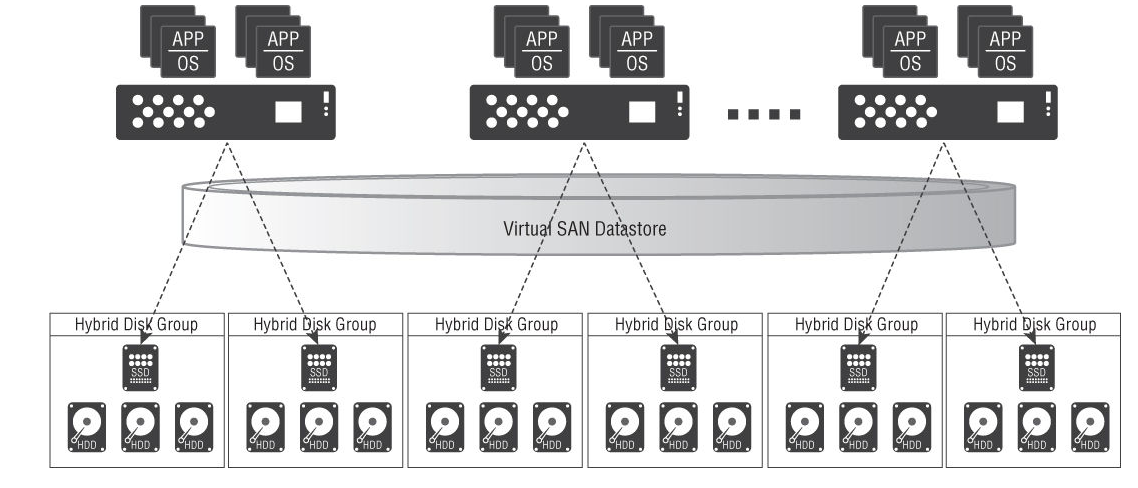 APP APP APP APP APP APP
OS OS OS OS OS OS
Virtual SAN Datastore
Hybrid Disk Group Hybrid Disk Group Hybrid Disk Group Hybrid Disk Group Hybrid Disk Group Hybrid Disk Group
SSD SSD SSD SSD SSD SSD
HDD HDD HDD HDD HDD HDD HDD HDD HDD HDD HDD HDD HDD HDD HDD HDD HDD HDD